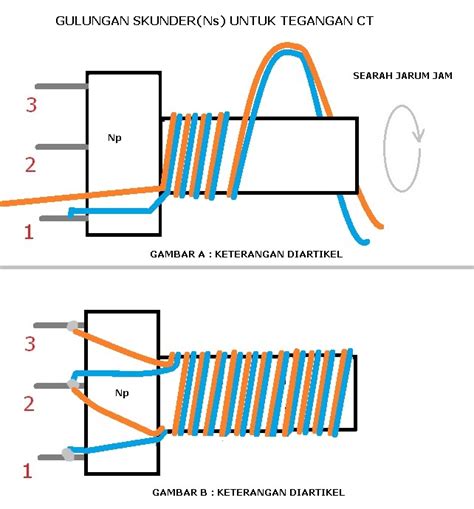 GULUNGAN SKUNDER(Ns) UNTUK TEGANGAN CT
SEARAH JARUM JAM
3
Np
2
1
GAMBAR A : KETERANGAN DIARTIKEL
3
Np
2
1
GAMBAR B : KETERANGAN DIARTIKEL